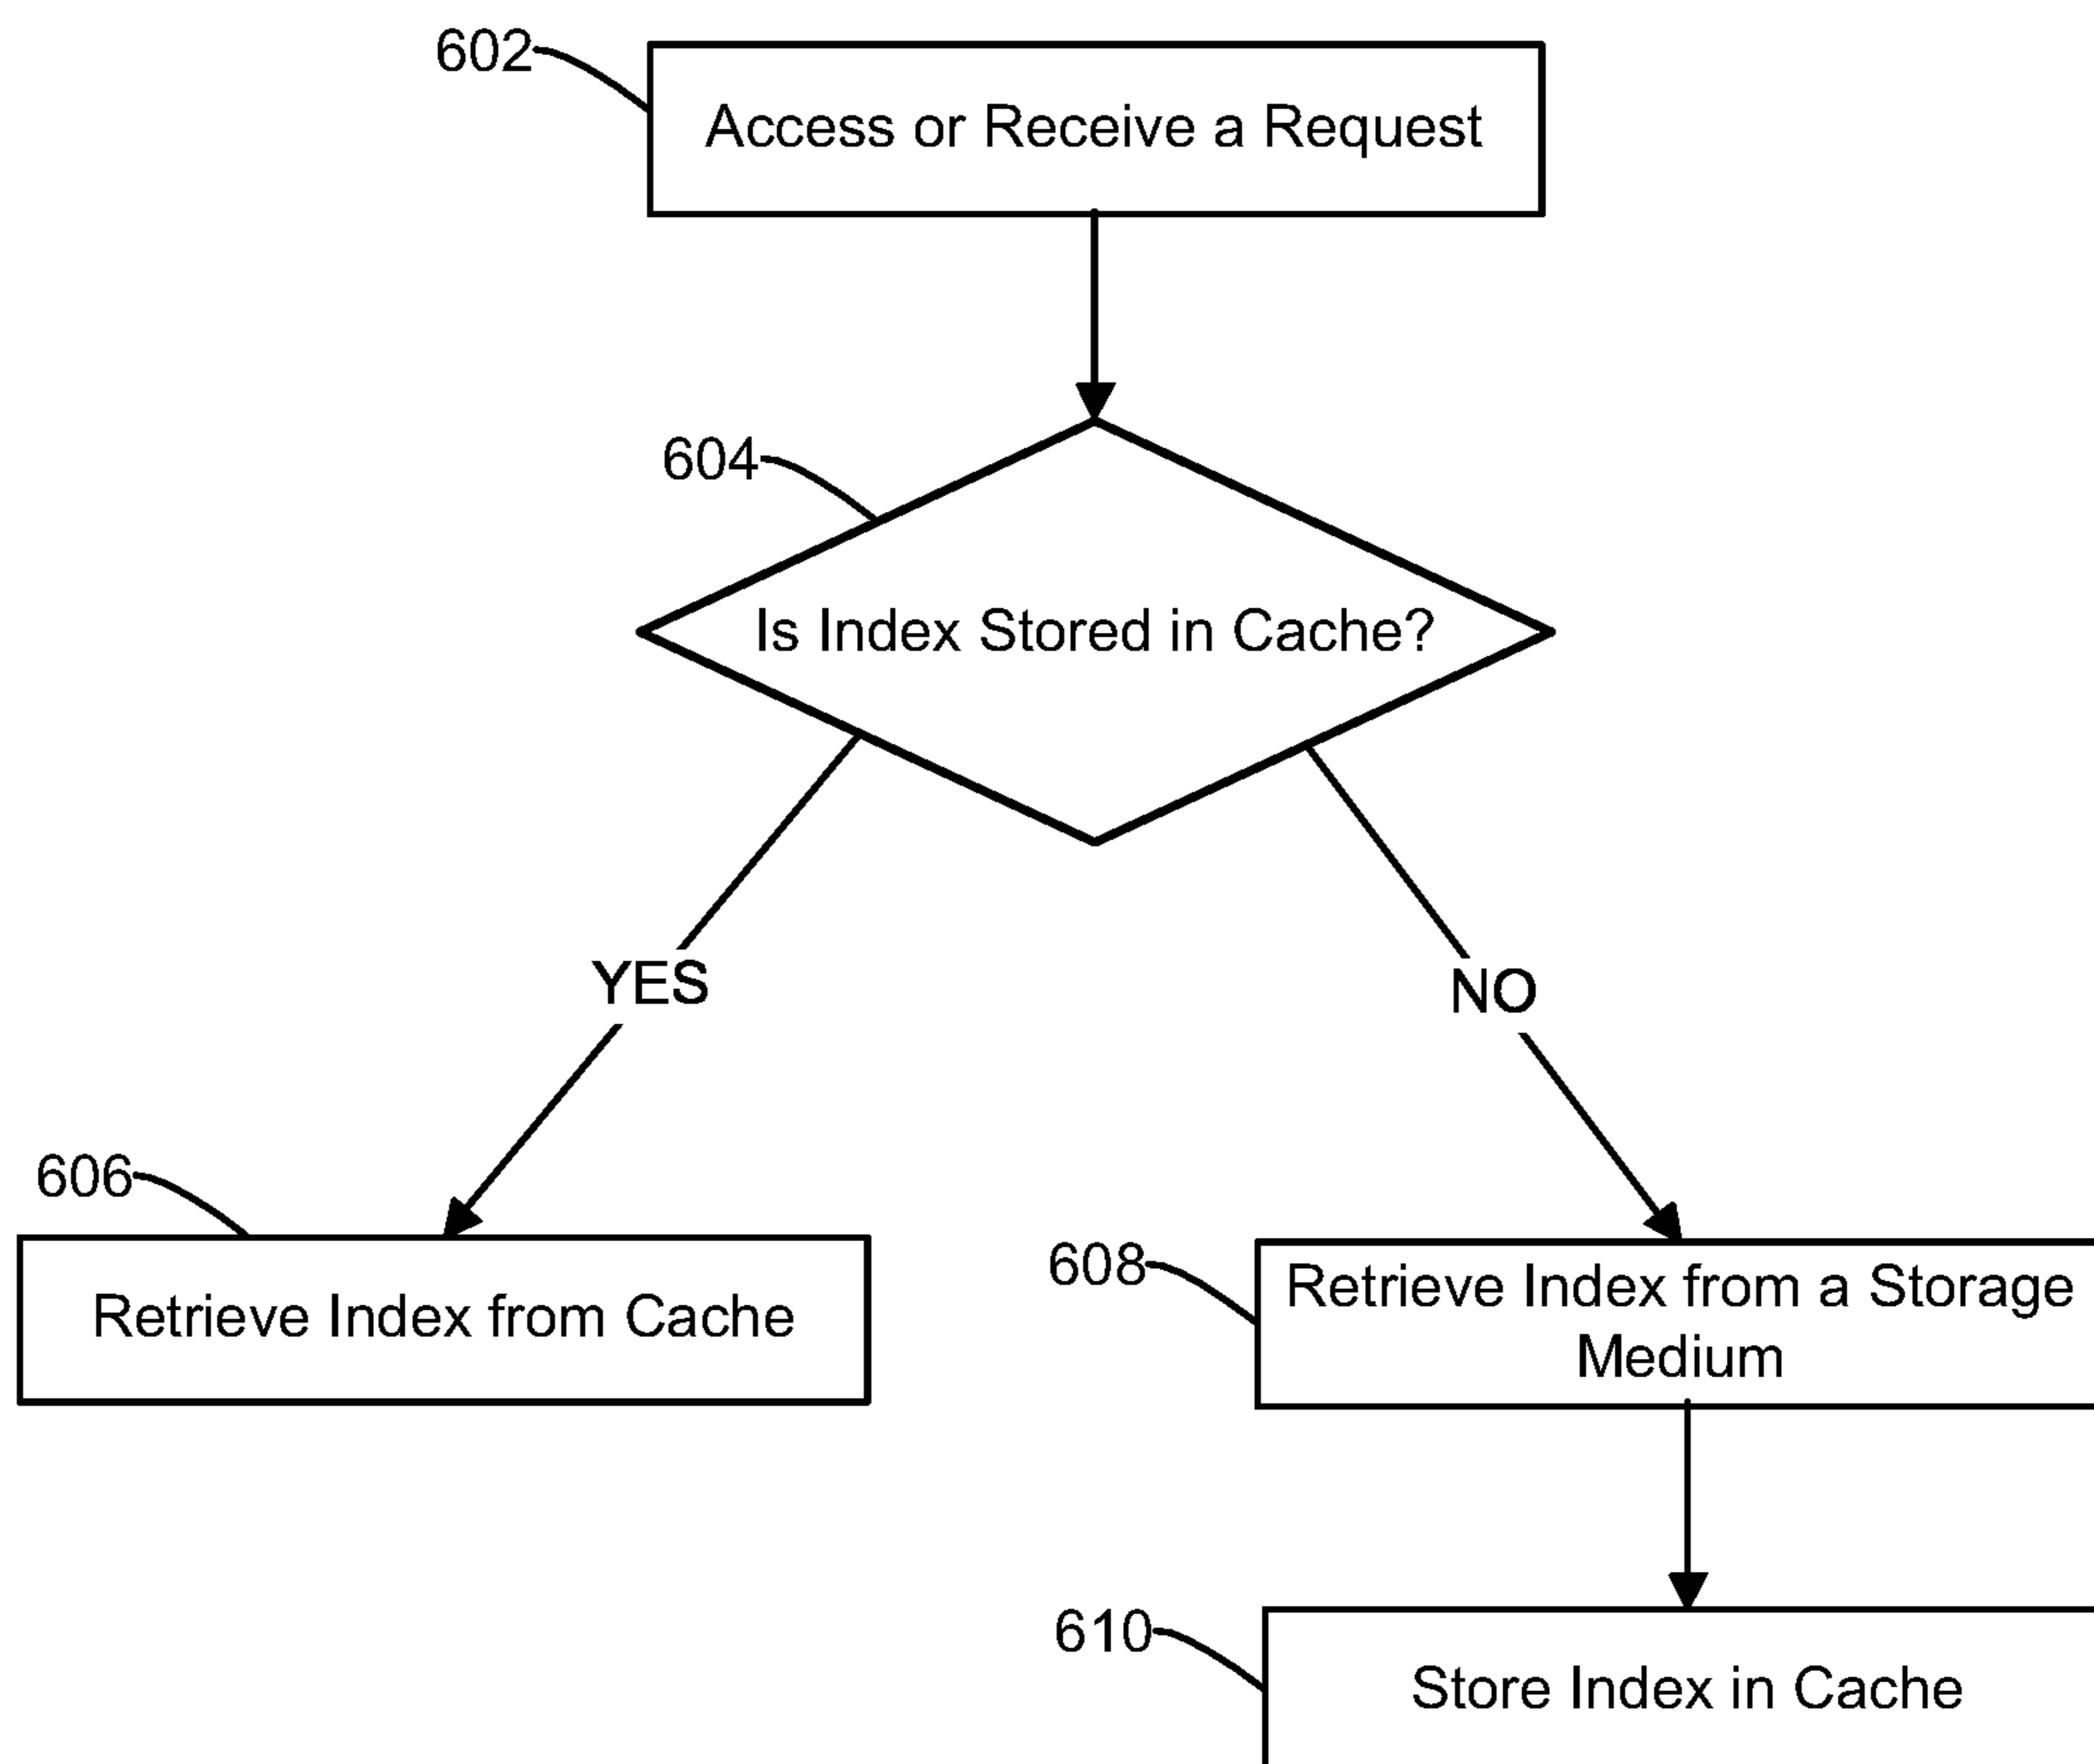 602
Access or Receive a Request
604
Is Index Stored in Cache?
YES
NO
606
Retrieve Index from Cache
608
Retrieve Index from a Storage
Medium
610
Store Index in Cache